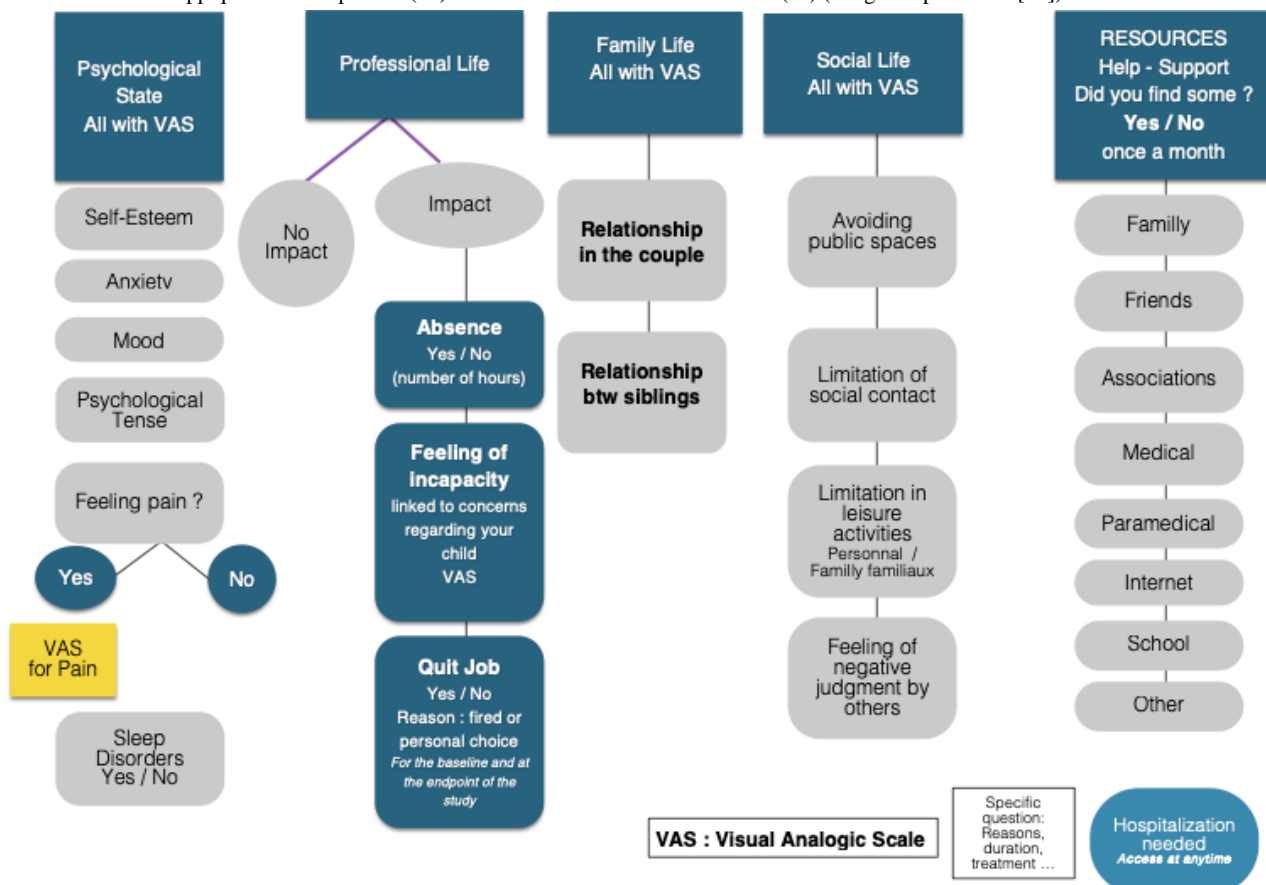 Psychological
State
All with VAS
Self-Esteem
Anxietv
Mood
Psychological
Tense
Feeling pain ?
Yes
No
VAS
for Pain
Sleep
Disorders
Yes / No
Professional Life
No
Impact
Impact
Absence
Yes / No
(number of hours)
Feeling of
incapacity
linked to concerns
regarding your
child
VAS
Quit Job
Yes / No
Reason : fired or
personal choice
For the baseline and at
the endpoint of the
study
Family Life
All with VAS
Relationship
in the couple
Relationship
btw siblings
Social Life
All with VAS
Avoiding
public spaces
Limitation of
social contact
Limitation in
leisure
activities
Personnal /
Familly familiaux
Feeling of
negative
judgment by
others
RESOURCES
Help - Support
Did you find some ?
Yes / No
once a month
Familly
Friends
Associations
Medical
Paramedical
Internet
School
Other
VAS : Visual Analogic Scale
Specific
question:
Reasons,
duration,
treatment ...
Hospitalization
needed
Access at anytime